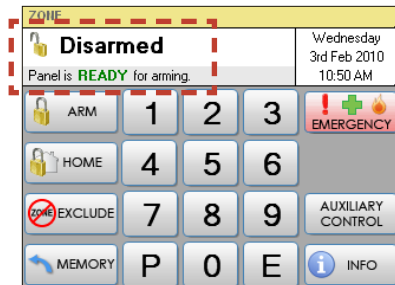 ZONE
Disarmed
Panel is READY for arming.
Wednesday
3rd Feb 2010
10:50 AM
ARM
1
2
3
EMERGENCY
HOME
4
5
6
ZONE
EXCLUDE
7
8
9
AUXILIARY
CONTROL
MEMORY
P
0
E
i
INFO